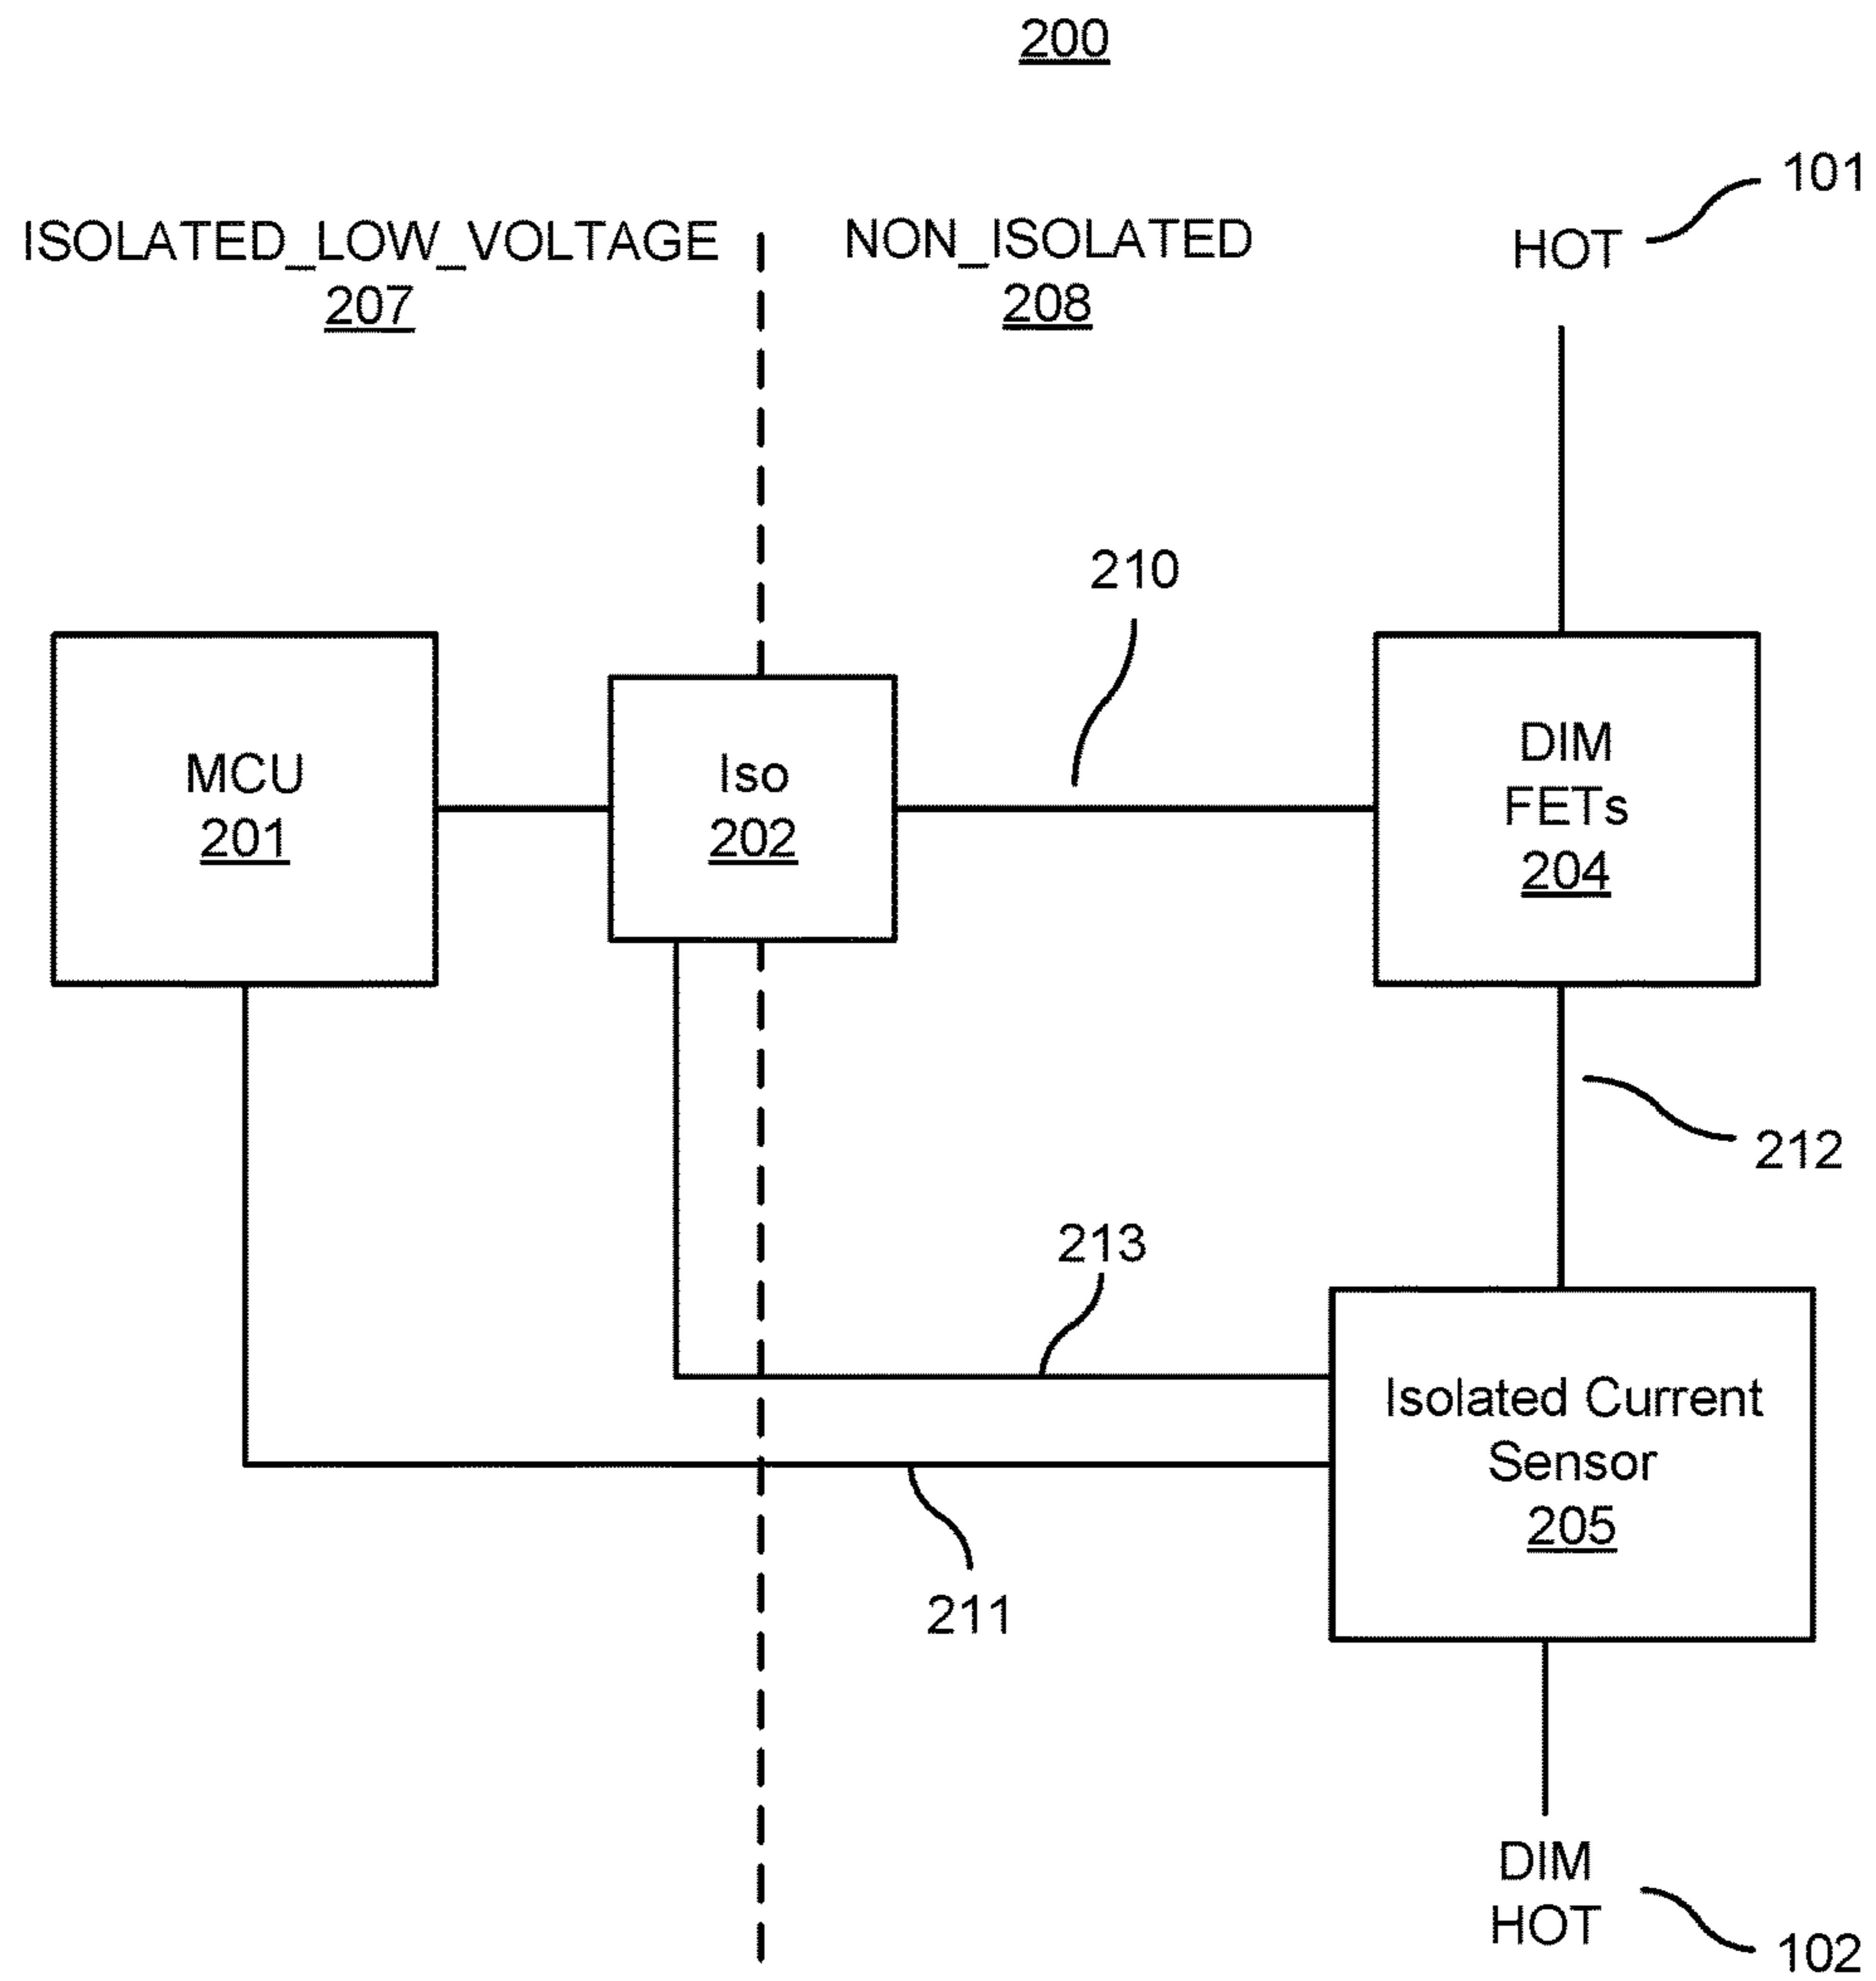 200
101
ISOLATED_LOW_VOLTAGE
207
NON_ISOLATED
208
HOT
210
MCU
201
Iso
202
DIM
FETs
204
212
213
Isolated Current
Sensor
205
211
DIM
HOT
102